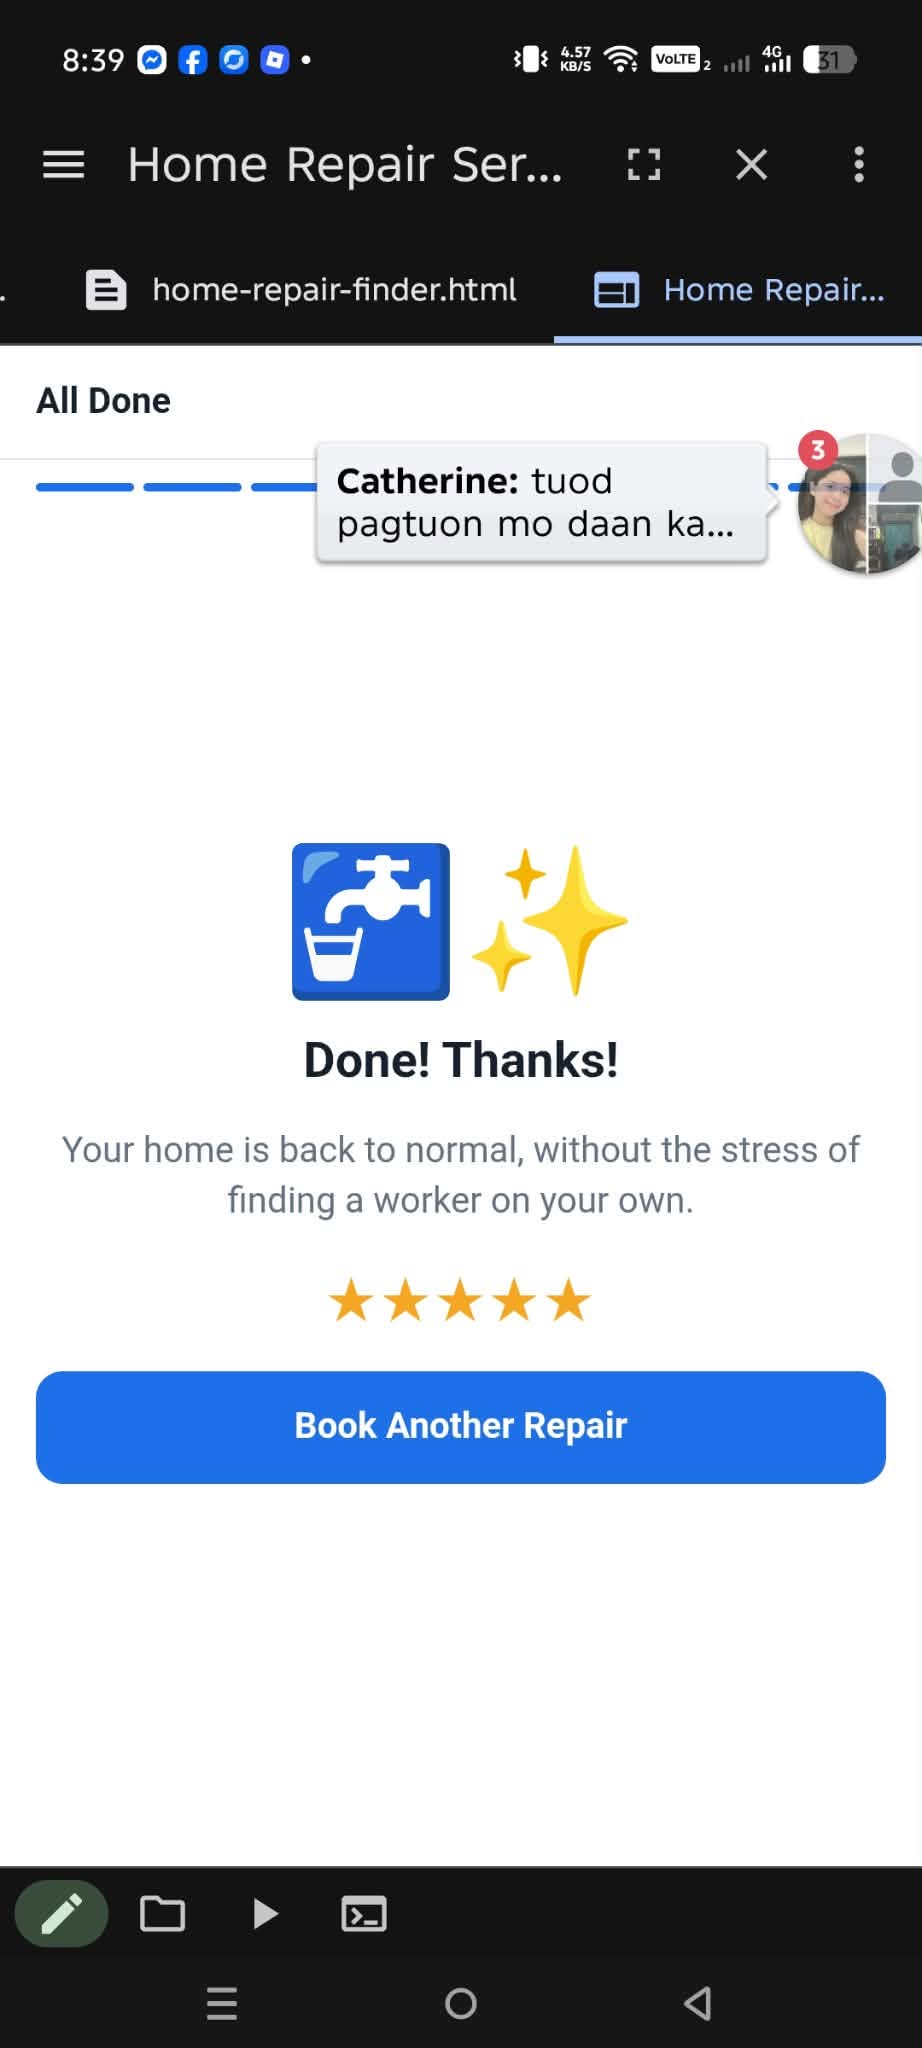 8:39
4.57
KB/S
VoLTE 2
4G
31
Home Repair Ser...
home-repair-finder.html
Home Repair...
All Done
3
Catherine: tuod
pagtuon mo daan ka...
Done! Thanks!
Your home is back to normal, without the stress of
finding a worker on your own.
Book Another Repair